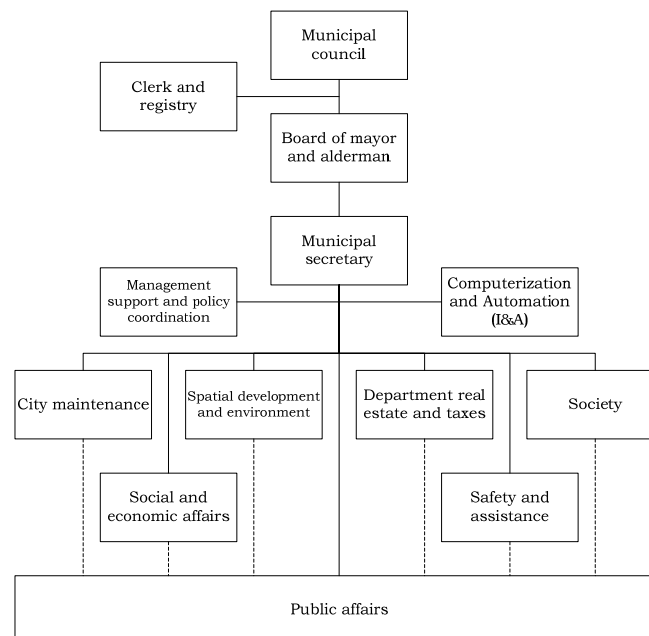 Municipal
council
Clerk and
registry
Board of mayor
and alderman
Municipal
secretary
Management
support and policy
coordination
Computerization
and Automation
(I&A)
City maintenance
Spatial development
and environment
Department real
estate and taxes
Society
Social and
economic affairs
Safety and
assistance
Public affairs